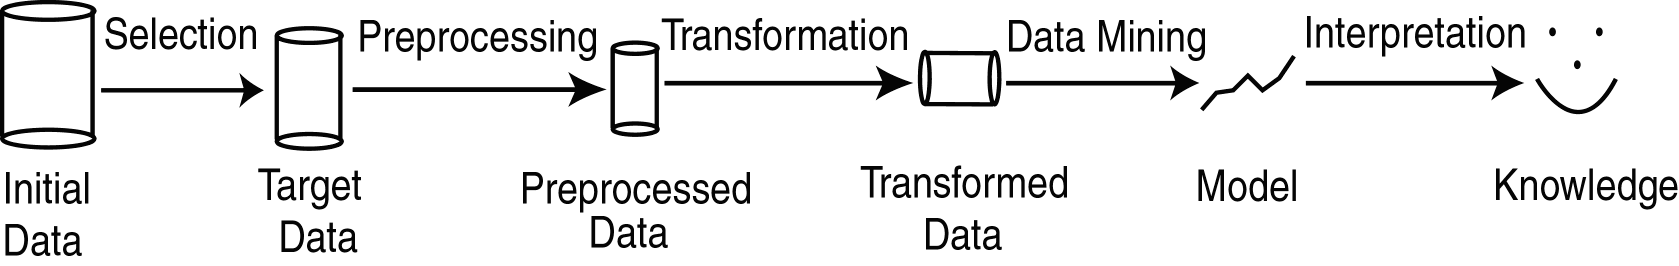 Selection
Preprocessing
Transformation
Data Mining
Interpretation
Initial
Data
Target
Data
Preprocessed
Data
Transformed
Data
Model
Knowledge